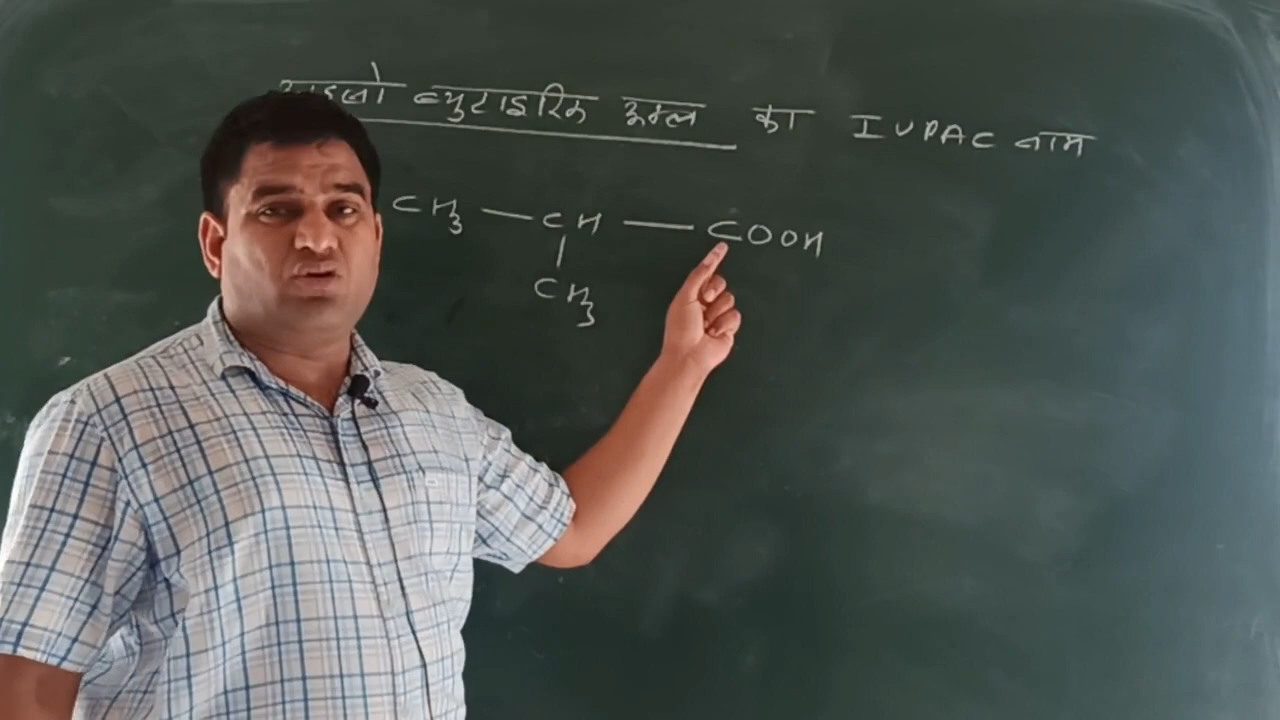 ब्युटाइरिक अम्ल का IUPAC नाम
CH3 — CH — COOH
|
CH3